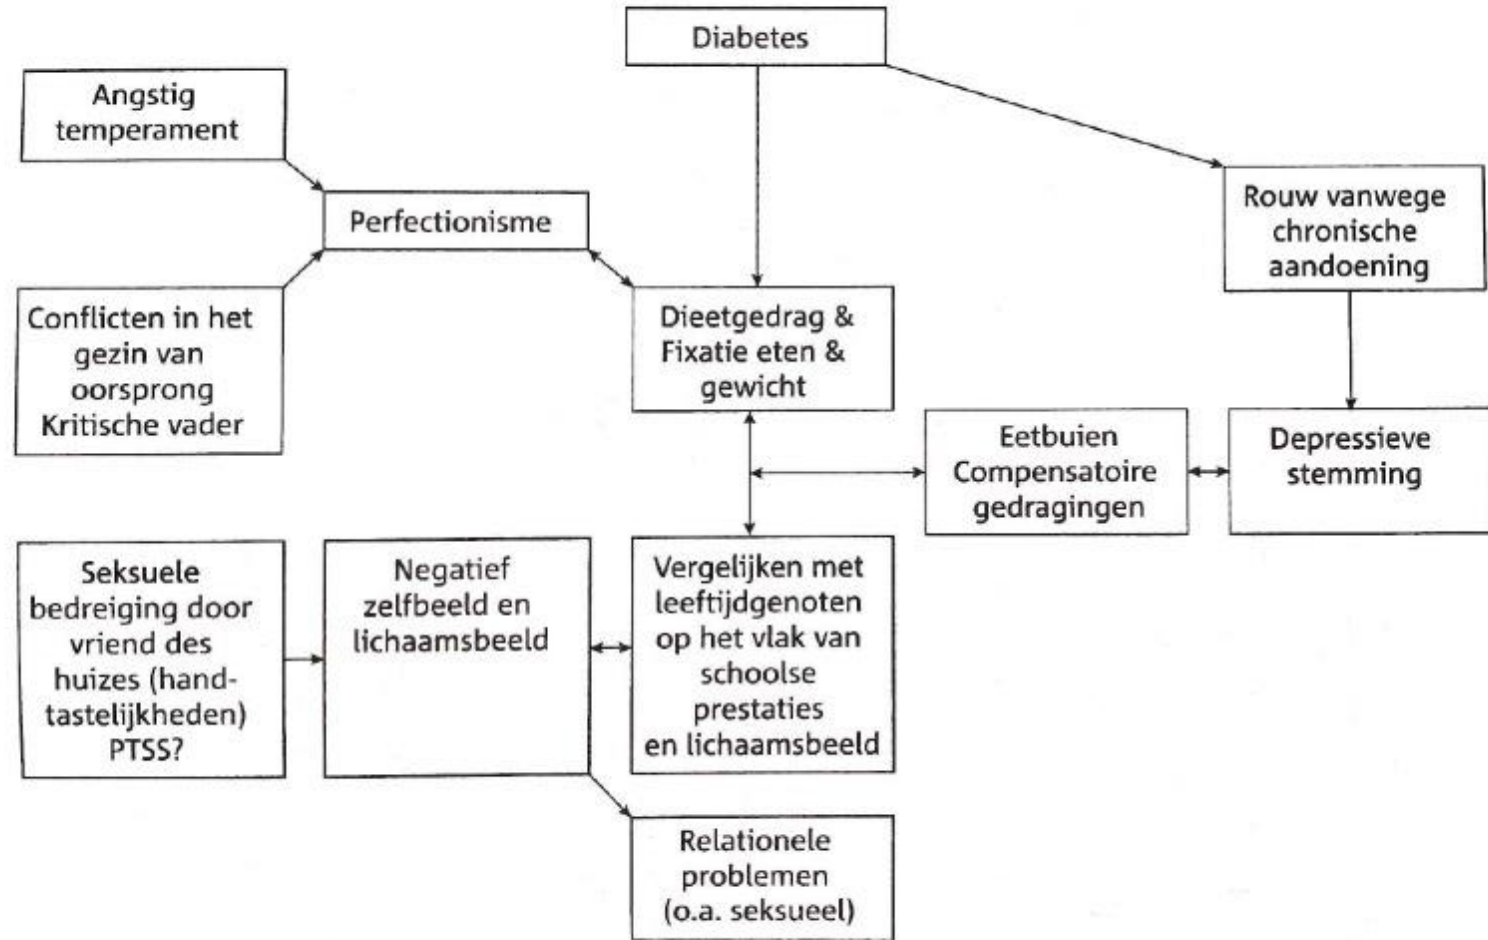 Diabetes
Angstig
temperament
Perfectionisme
Rouw vanwege
chronische
aandoening
Conflicten in het
gezin van
oorsprong
Kritische vader
Dieetgedrag &
Fixatie eten &
gewicht
Eetbuien
Compensatoire
gedragingen
Depressieve
stemming
Seksuele
bedreiging door
vriend des
huizes (hand-
tastelijkheden)
PTSS?
Negatief
zelfbeeld en
lichaamsbeeld
Vergelijken met
leeftijdgenoten
op het vlak van
schoolse
prestaties
en lichaamsbeeld
Relationele
problemen
(o.a. seksueel)